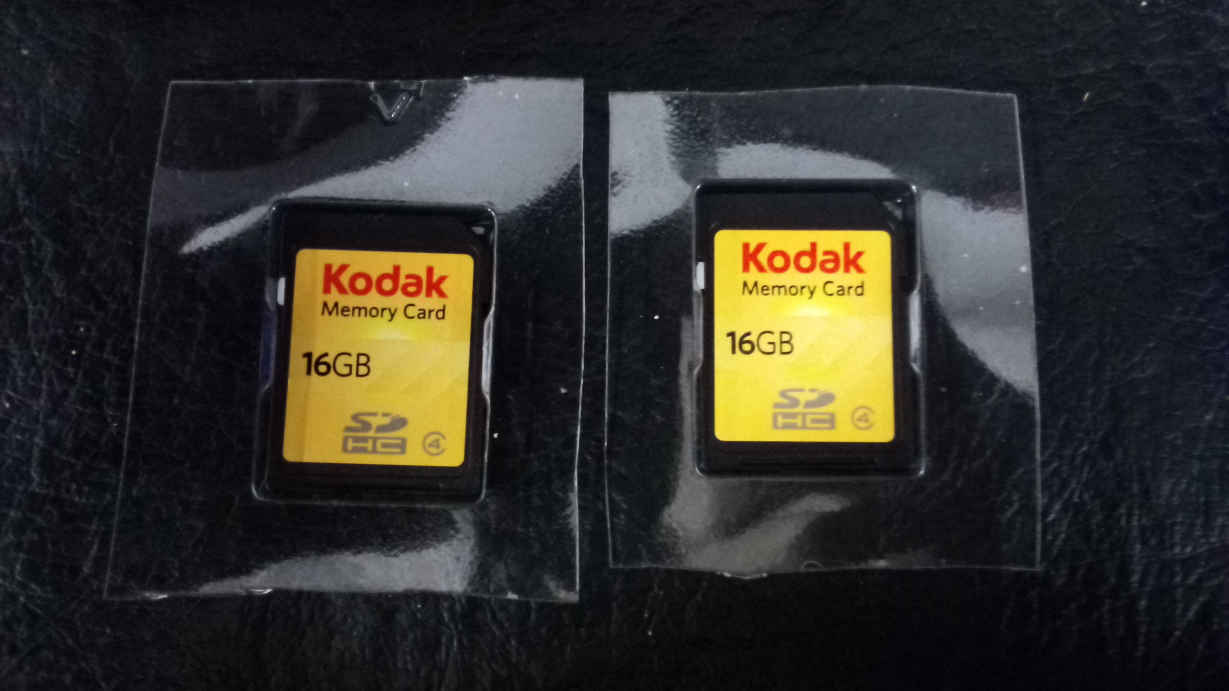 Kodak
Memory Card
16GB
SD
HC 4
Kodak
Memory Card
16GB
SD
HC 4